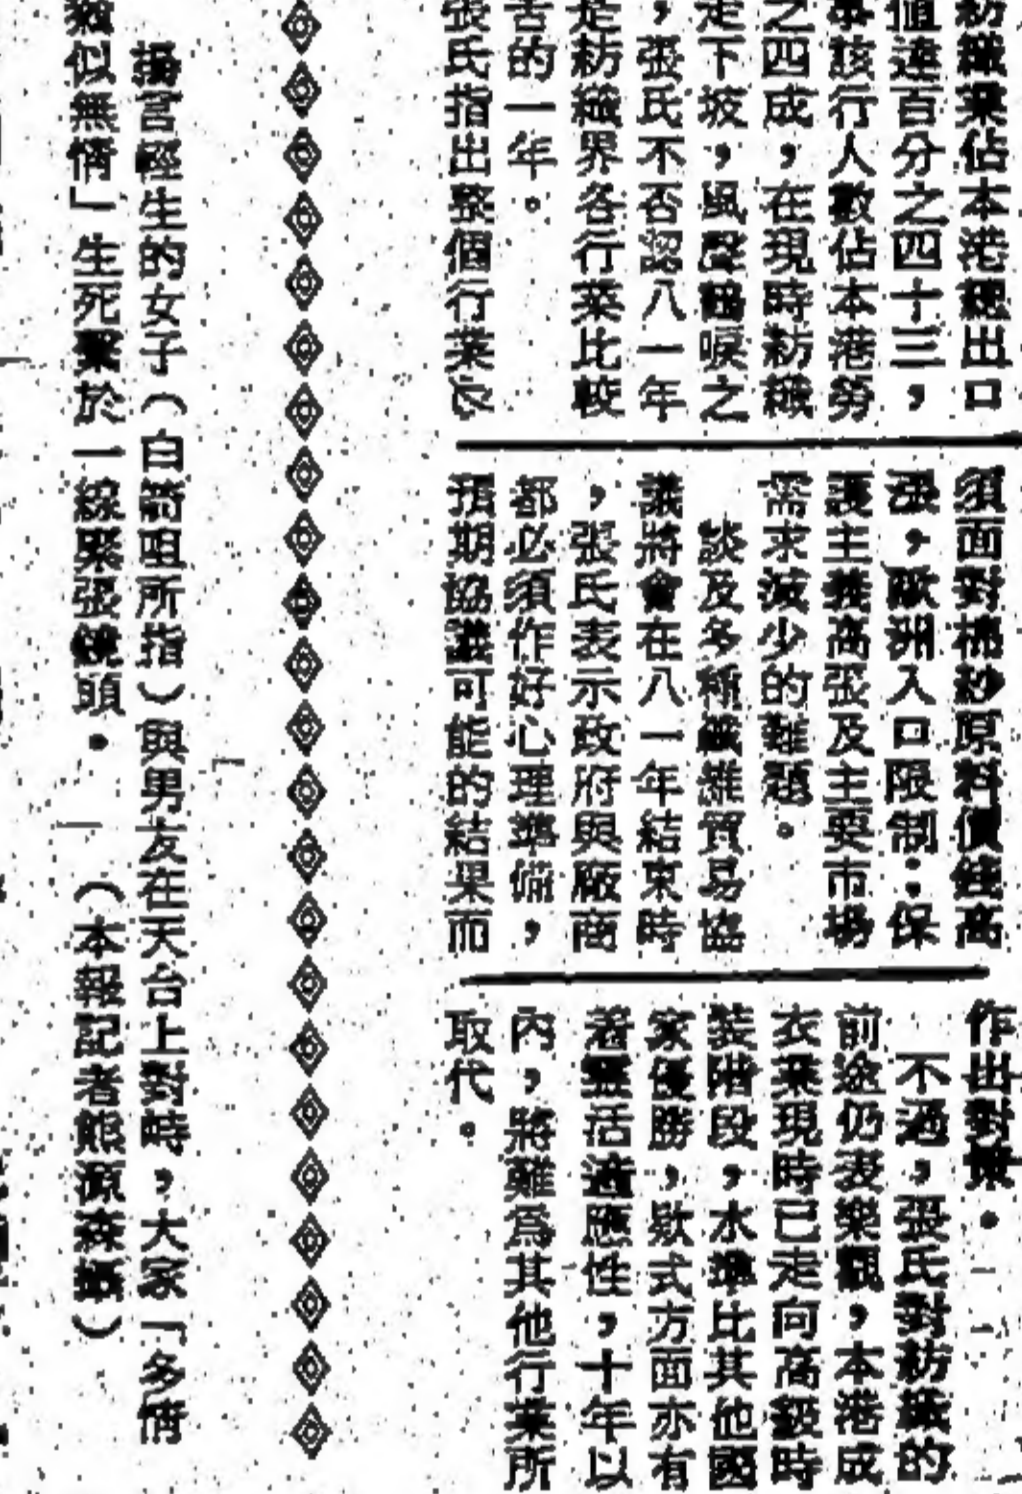 紡織業佔本港總出口
值達百分之四十三，
事該行人數佔本港勞
之四成，在現時紡織
走下坡，風聲鶴唳之
，張氏不否認八一年
是紡織界各行業比較
苦的一年。
張氏指出整個行業
須面對棉紗原料價錢高
漲，歐洲入口限制；保
護主義高張及主要市場
需求減少的難題。
談及多種纖維貿易協
議將會在八一年結束時
，張氏表示政府與廠商
都必須作好心理準備，
預期協議可能的結果而
作出對策。
不過，張氏對紡織的
前途仍表樂觀，本港成
衣業現時已走向高級時
裝階段，水準比其他國
家優勝，欵式方面亦有
着靈活適應性，十年以
內，將難爲其他行業所
取代。
揚言輕生的女子（白箭咀所指）與男友在天台上對時，大家「多情
似無情」生死繫於一線緊張鏡頭。（本報記者熊源森攝）